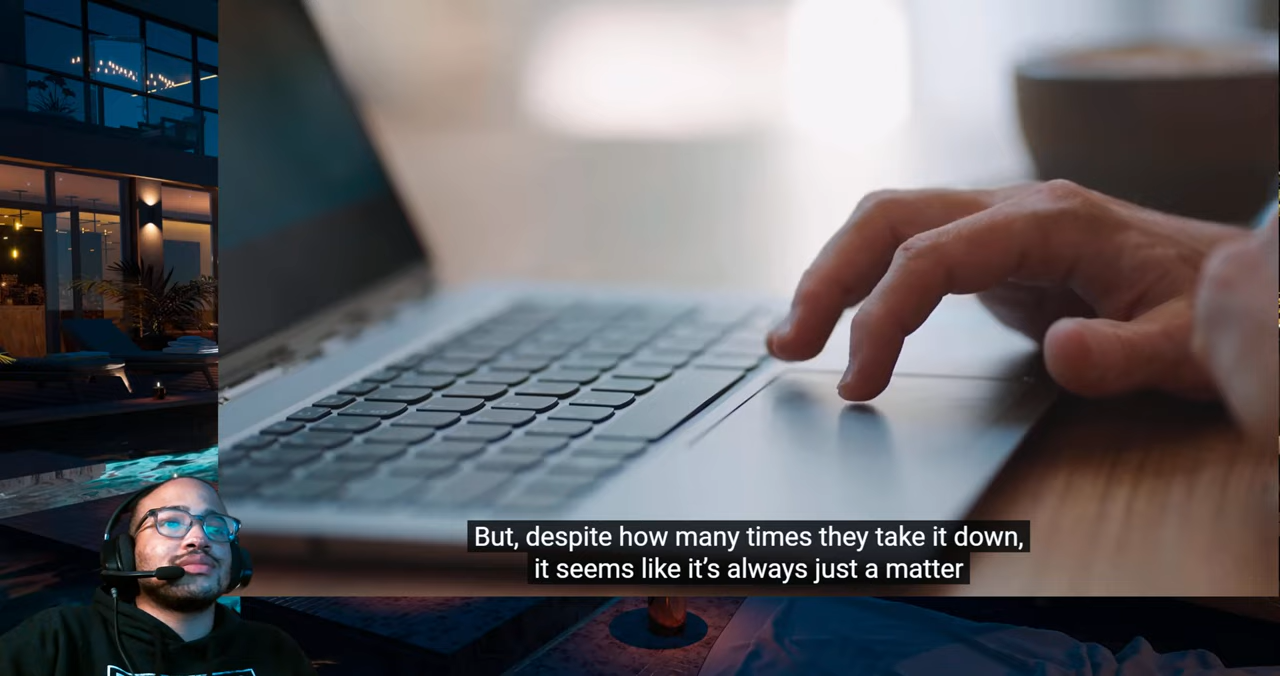 But, despite how many times they take it down,
it seems like it’s always just a matter